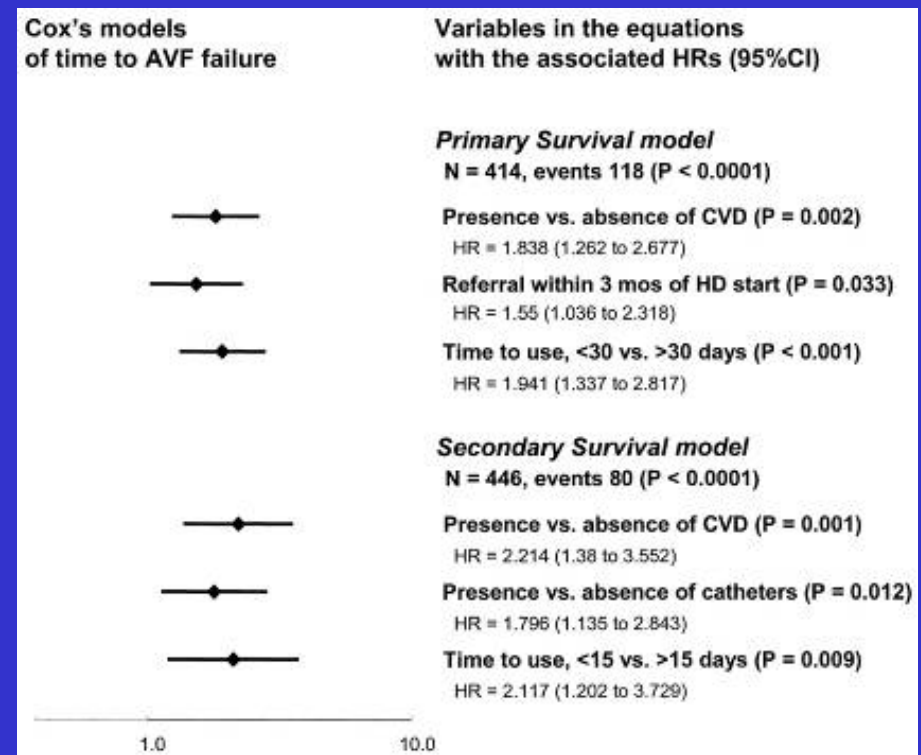 Cox's models
of time to AVF failure
Variables in the equations
with the associated HRs (95%CI)
Primary Survival model
N = 414, events 118 (P < 0.0001)
Presence vs. absence of CVD (P = 0.002)
HR = 1.838 (1.262 to 2.677)
Referral within 3 mos of HD start (P = 0.033)
HR = 1.55 (1.036 to 2.318)
Time to use, <30 vs. >30 days (P < 0.001)
HR = 1.941 (1.337 to 2.817)
Secondary Survival model
N = 446, events 80 (P < 0.0001)
Presence vs. absence of CVD (P = 0.001)
HR = 2.214 (1.38 to 3.552)
Presence vs. absence of catheters (P = 0.012)
HR = 1.796 (1.135 to 2.843)
Time to use, <15 vs. >15 days (P = 0.009)
HR = 2.117 (1.202 to 3.729)
1.0 10.0